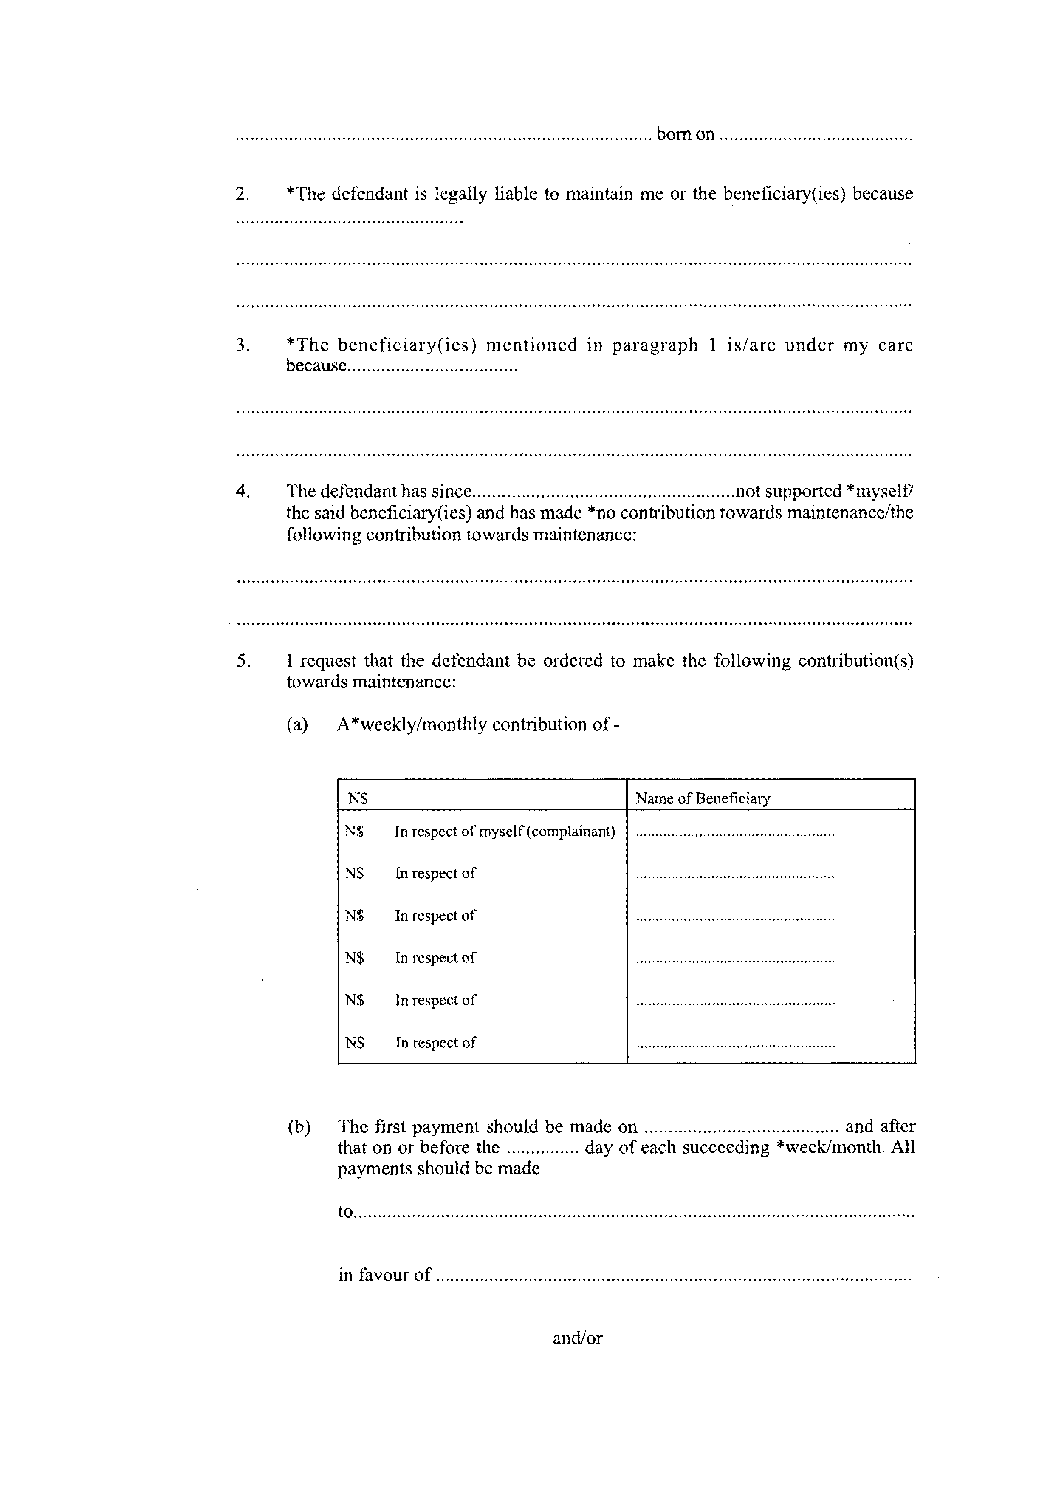 .................................................................................... born on .......................................
2. *The defendant is legally liable to maintain me or the beneficiary(ies) because
..............................................
.........................................................................................................................................
.........................................................................................................................................
3. *The beneficiary(ies) mentioned in paragraph 1 is/are under my care
because...................................
.........................................................................................................................................
.........................................................................................................................................
4. The defendant has since......................................................not supported *myself/
the said beneficiary(ies) and has made *no contribution towards maintenance/the
following contribution towards maintenance:
.........................................................................................................................................
.........................................................................................................................................
5. I request that the defendant be ordered to make the following contribution(s)
towards maintenance:
(a) A*weekly/monthly contribution of -
N$ Name of Beneficiary
N$ In respect of myself (complainant) ..................................................
N$ In respect of ..................................................
N$ In respect of ..................................................
N$ In respect of ..................................................
N$ In respect of ..................................................
N$ In respect of ..................................................
(b) The first payment should be made on ........................................ and after
that on or before the ............... day of each succeeding *week/month. All
payments should be made
to...................................................................................................................
in favour of ..................................................................................................
and/or